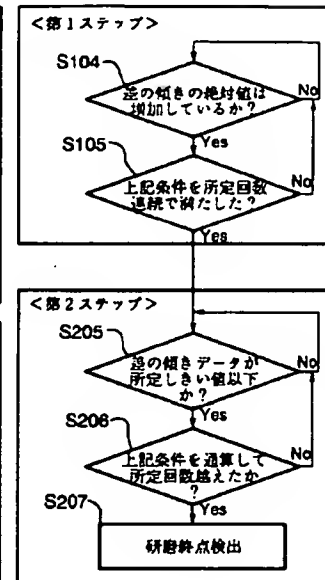 <第1ステップ>
S104
差の傾きの絶対値は
増加しているか?
No
Yes
S105
上記条件を所定回数
連続で満たした?
No
Yes
<第2ステップ>
S205
差の傾きデータが
所定しきい値以下
か?
No
Yes
S206
上記条件を通算して
所定回数越えたか
?
No
Yes
S207
研磨終点検出